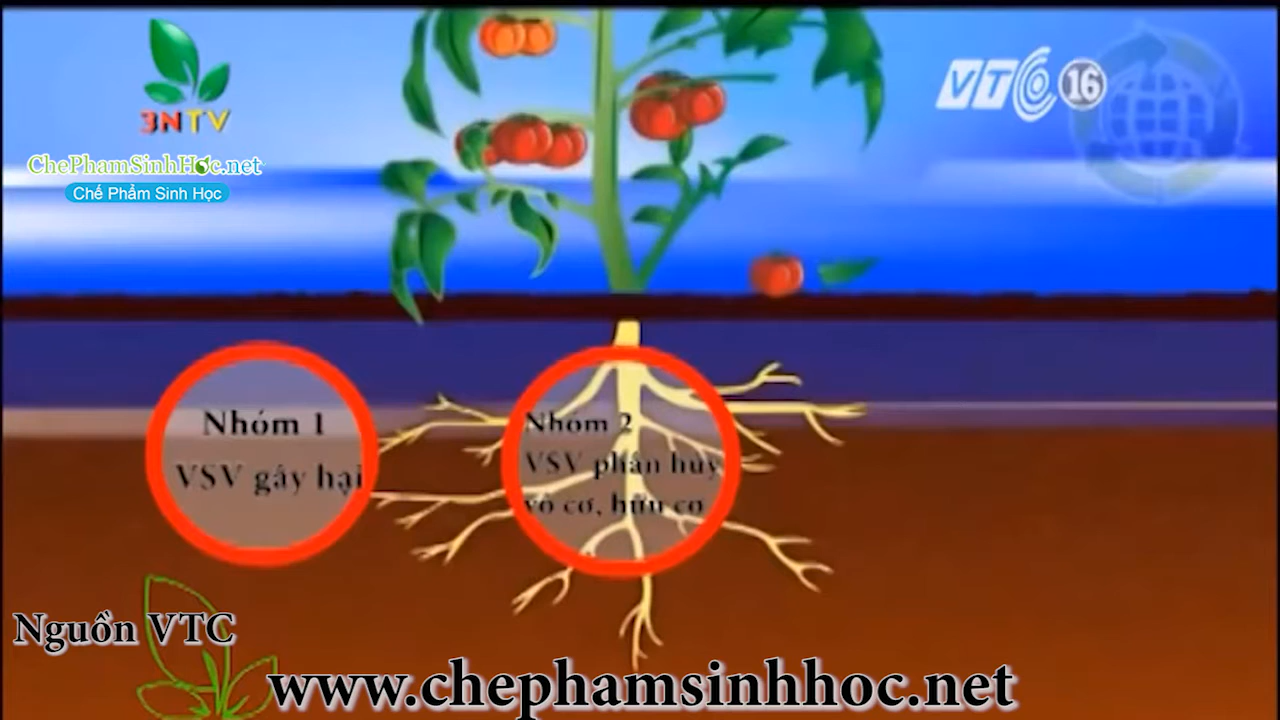 3NTV
ChePhamSinhHoc.net
Chế Phẩm Sinh Học
VTC 16
Nhóm 1
VSV gây hại
Nhóm 2
VSV phân hủy
vô cơ, hữu cơ
Nguồn VTC
www.chephamsinhhoc.net